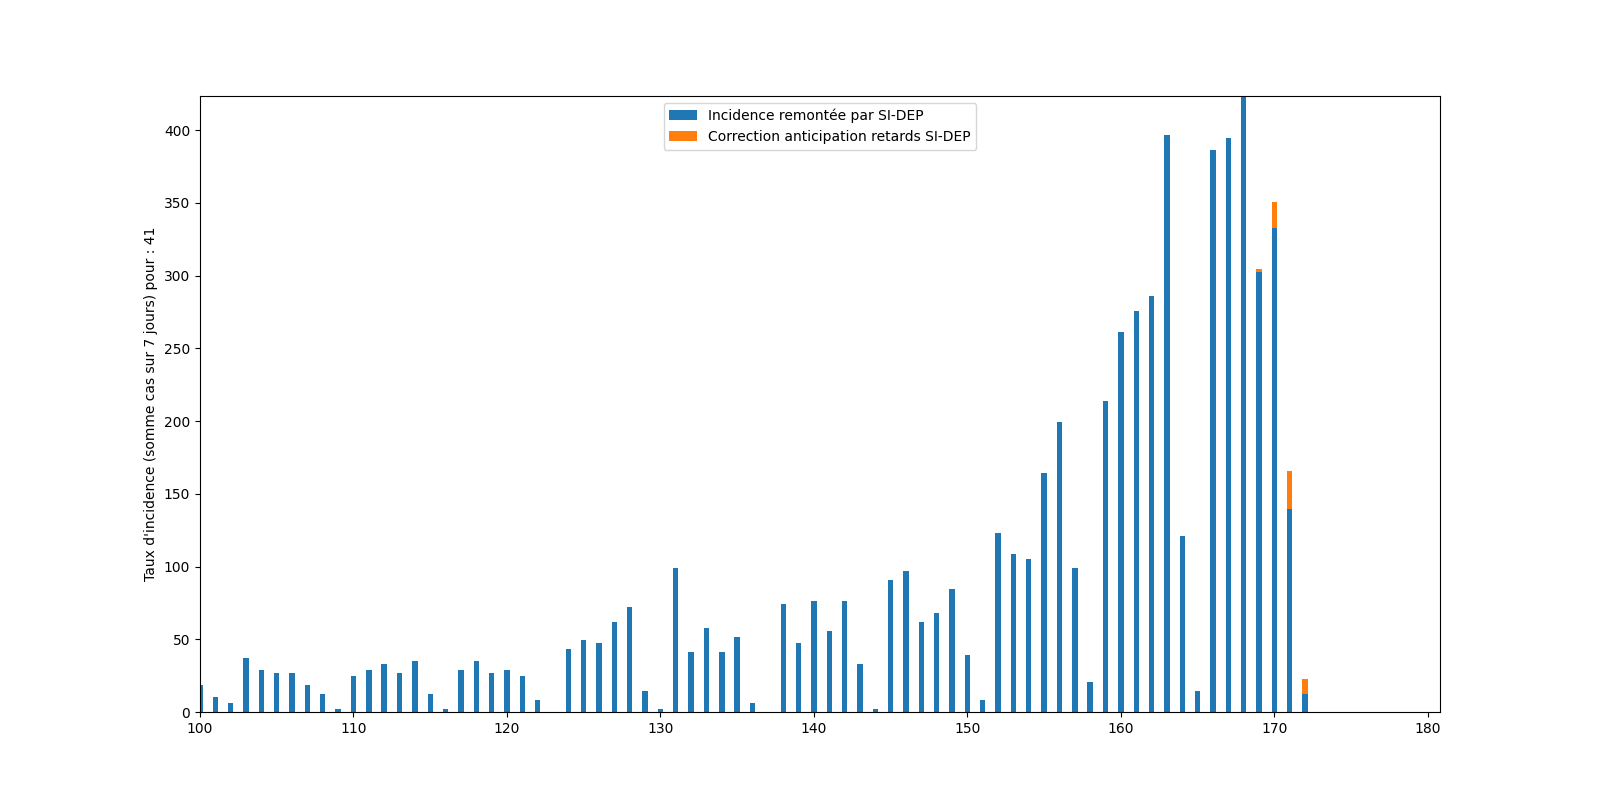 Incidence remontée par SI-DEP
Correction anticipation retards SI-DEP
Taux d'incidence (somme cas sur 7 jours) pour : 41
400
350
300
250
200
150
100
50
0
100 110 120 130 140 150 160 170 180